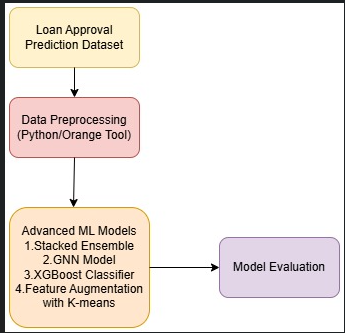 Loan Approval
Prediction Dataset
Data Preprocessing
(Python/Orange Tool)
Advanced ML Models
1.Stacked Ensemble
2.GNN Model
3.XGBoost Classifier
4.Feature Augmentation
with K-means
Model Evaluation